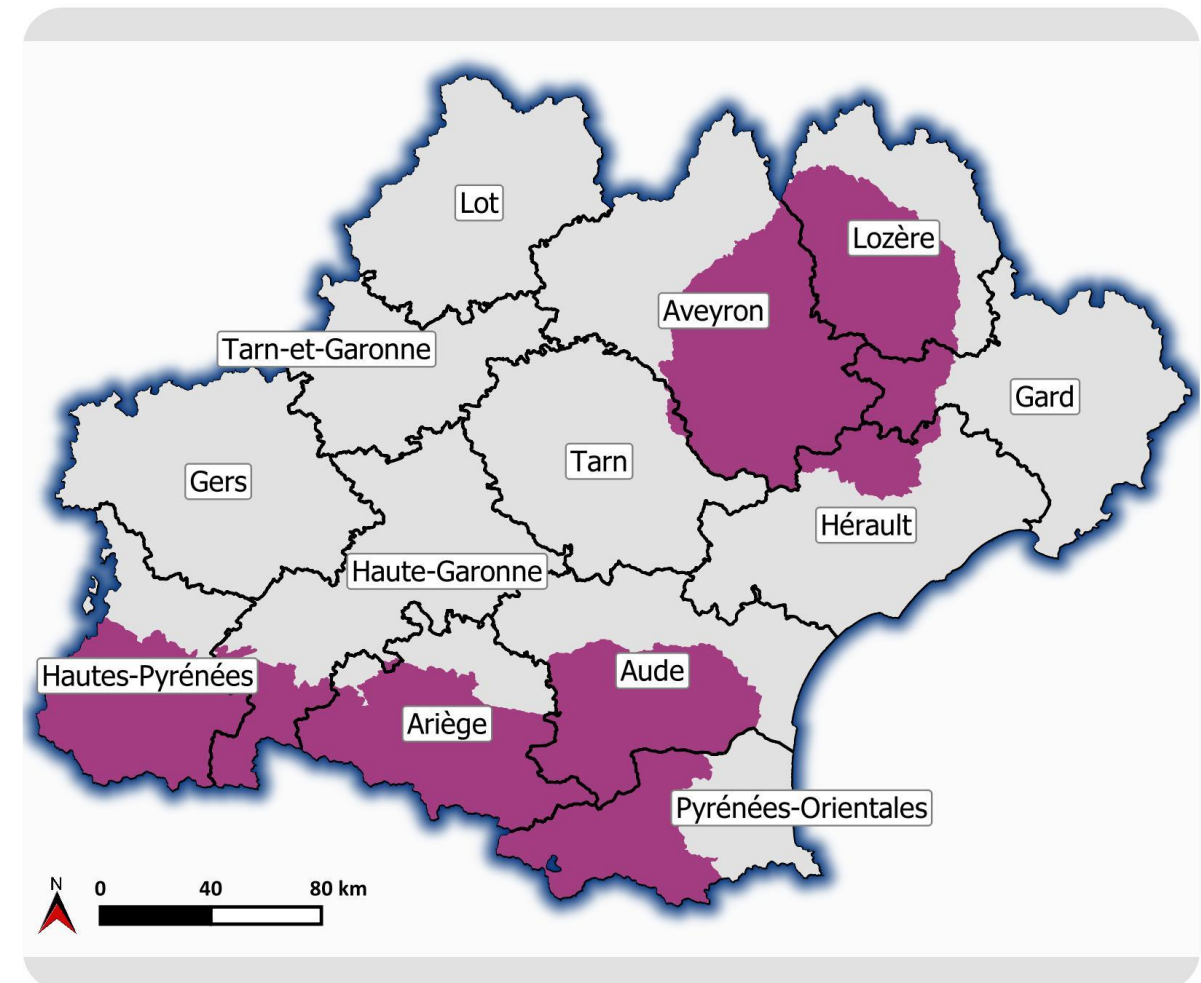 Lot
Lozère
Aveyron
Tarn-et-Garonne
Gard
Tarn
Gers
Hérault
Haute-Garonne
Aude
Hautes-Pyrénées
Ariège
Pyrénées-Orientales
N
0 40 80 km